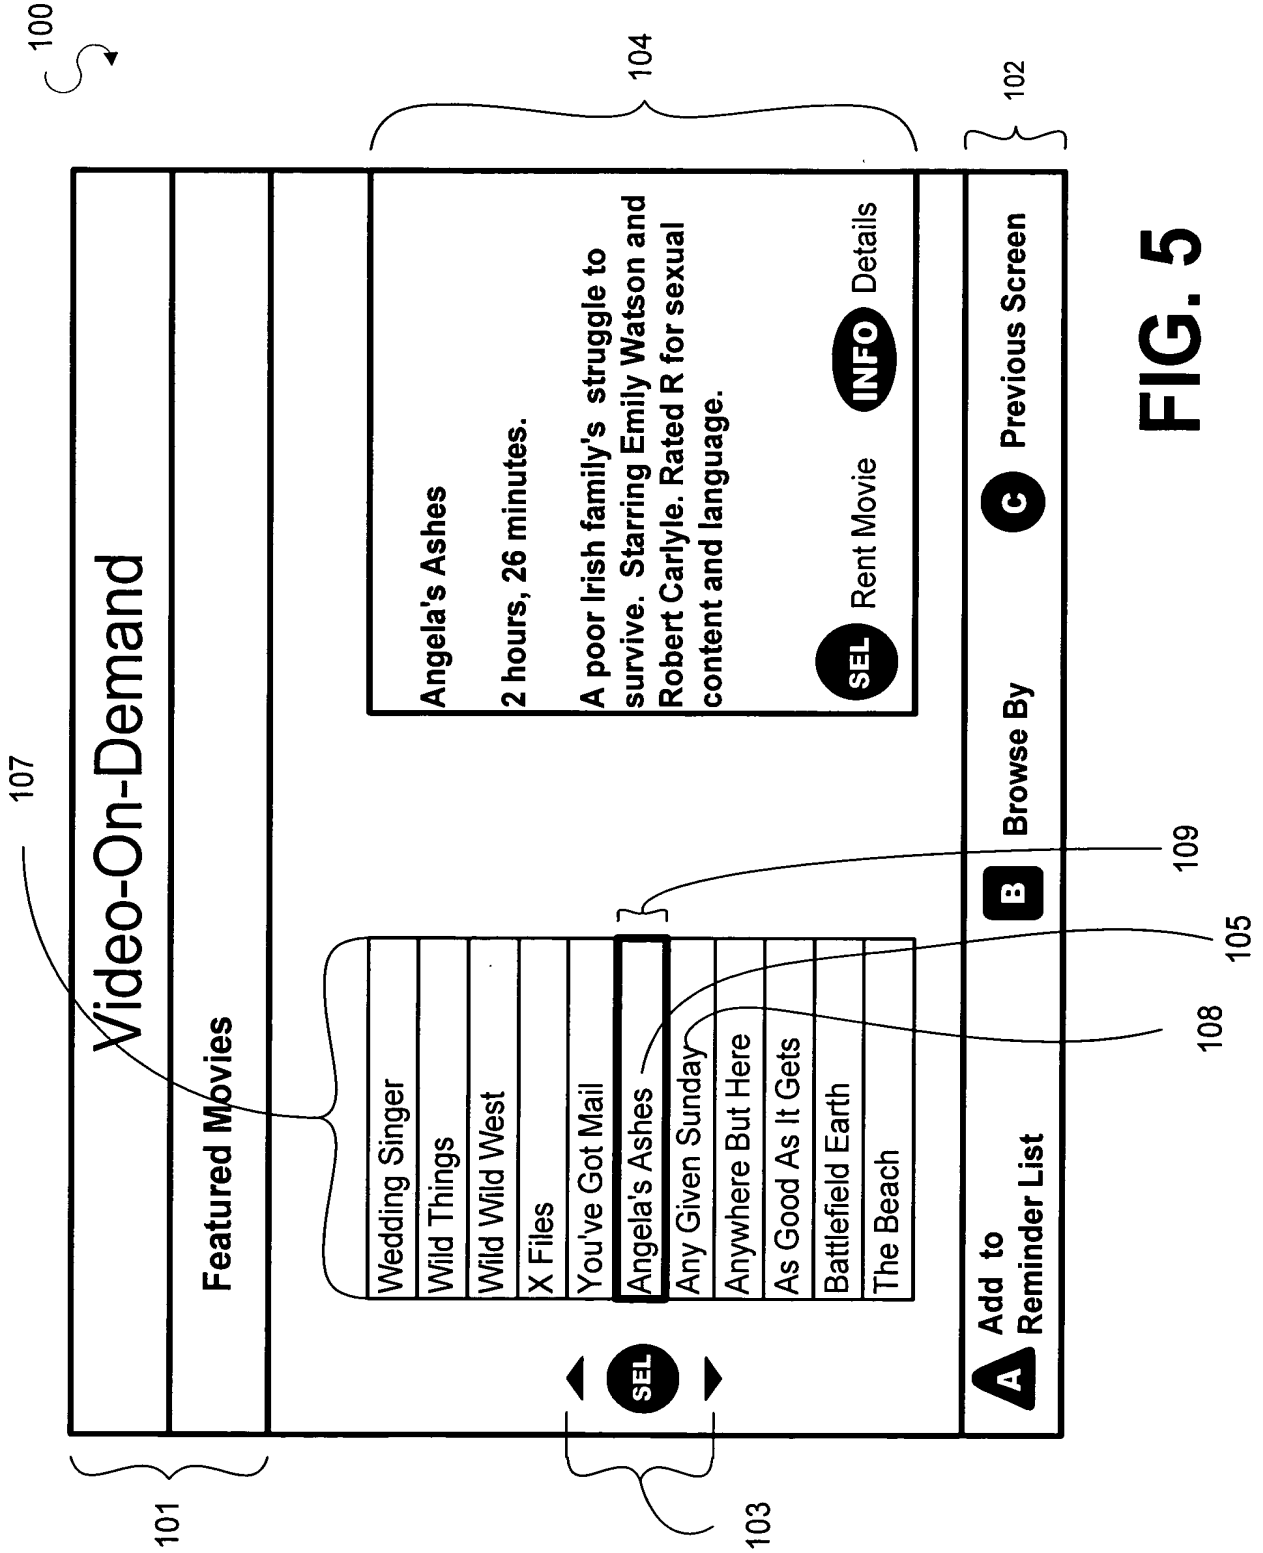 100
Video-On-Demand
101
Featured Movies
107
Wedding Singer
Wild Things
Wild Wild West
X Files
You've Got Mail
Angela's Ashes
Any Given Sunday
Anywhere But Here
As Good As It Gets
Battlefield Earth
The Beach
SEL
103
109
105
108
Angela's Ashes
2 hours, 26 minutes.
A poor Irish family's struggle to
survive. Starring Emily Watson and
Robert Carlyle. Rated R for sexual
content and language.
SEL Rent Movie INFO Details
104
A Add to
Reminder List
B Browse By
C Previous Screen
102
FIG. 5